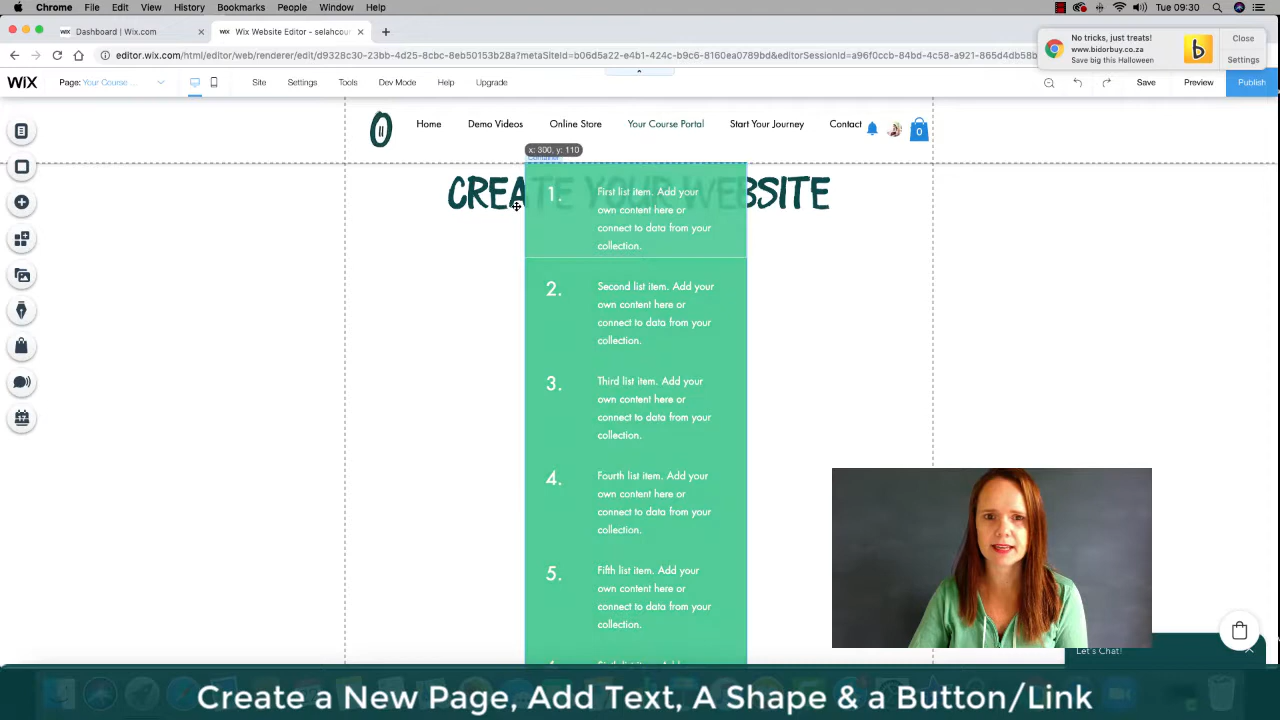 Chrome File Edit View History Bookmarks People Window Help
Tue 09:30
Dashboard | Wix.com
Wix Website Editor - selahcou
editor.wix.com/html/editor/web/renderer/edit/d9435e23-93bb-4d25-8cbc-8eb50153b28a?metaSiteId=b06d5a22-e4b1-424c-b9c6-8160ea0789bd&editorSessionId=a96f0ccc-84bd-4c58-a921-865d4db58b
No tricks, just treats!
www.bidorbuy.co.za
Save big this Halloween
Close
Settings
WiX Page: Your Course ... Site Settings Tools Dev Mode Help Upgrade Save Preview Publish
Home Demo Videos Online Store Your Course Portal Start Your Journey Contact 0
x: 300, y: 110
Container
CREATE YOUR WEBSITE
1. First list item. Add your
own content here or
connect to data from your
collection.
2. Second list item. Add your
own content here or
connect to data from your
collection.
3. Third list item. Add your
own content here or
connect to data from your
collection.
4. Fourth list item. Add your
own content here or
connect to data from your
collection.
5. Fifth list item. Add your
own content here or
connect to data from your
collection.
Let's Chat!
Create a New Page, Add Text, A Shape & a Button/Link